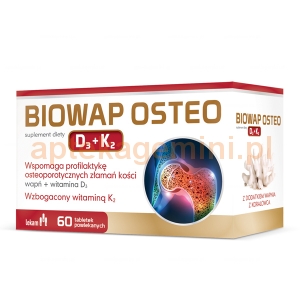 BIOWAP OSTEO
suplement diety
D₃+K₂
Wspomaga profilaktykę
osteoporotycznych złamań kości
wapń + witamina D₃
Wzbogacony witaminą K₂
lekam
60 tabletek
powlekanych
BIOWAP OSTEO
D₃+K₂
Z DODATKIEM WAPNIA
Z KORALOWCA
aptekagemini.pl